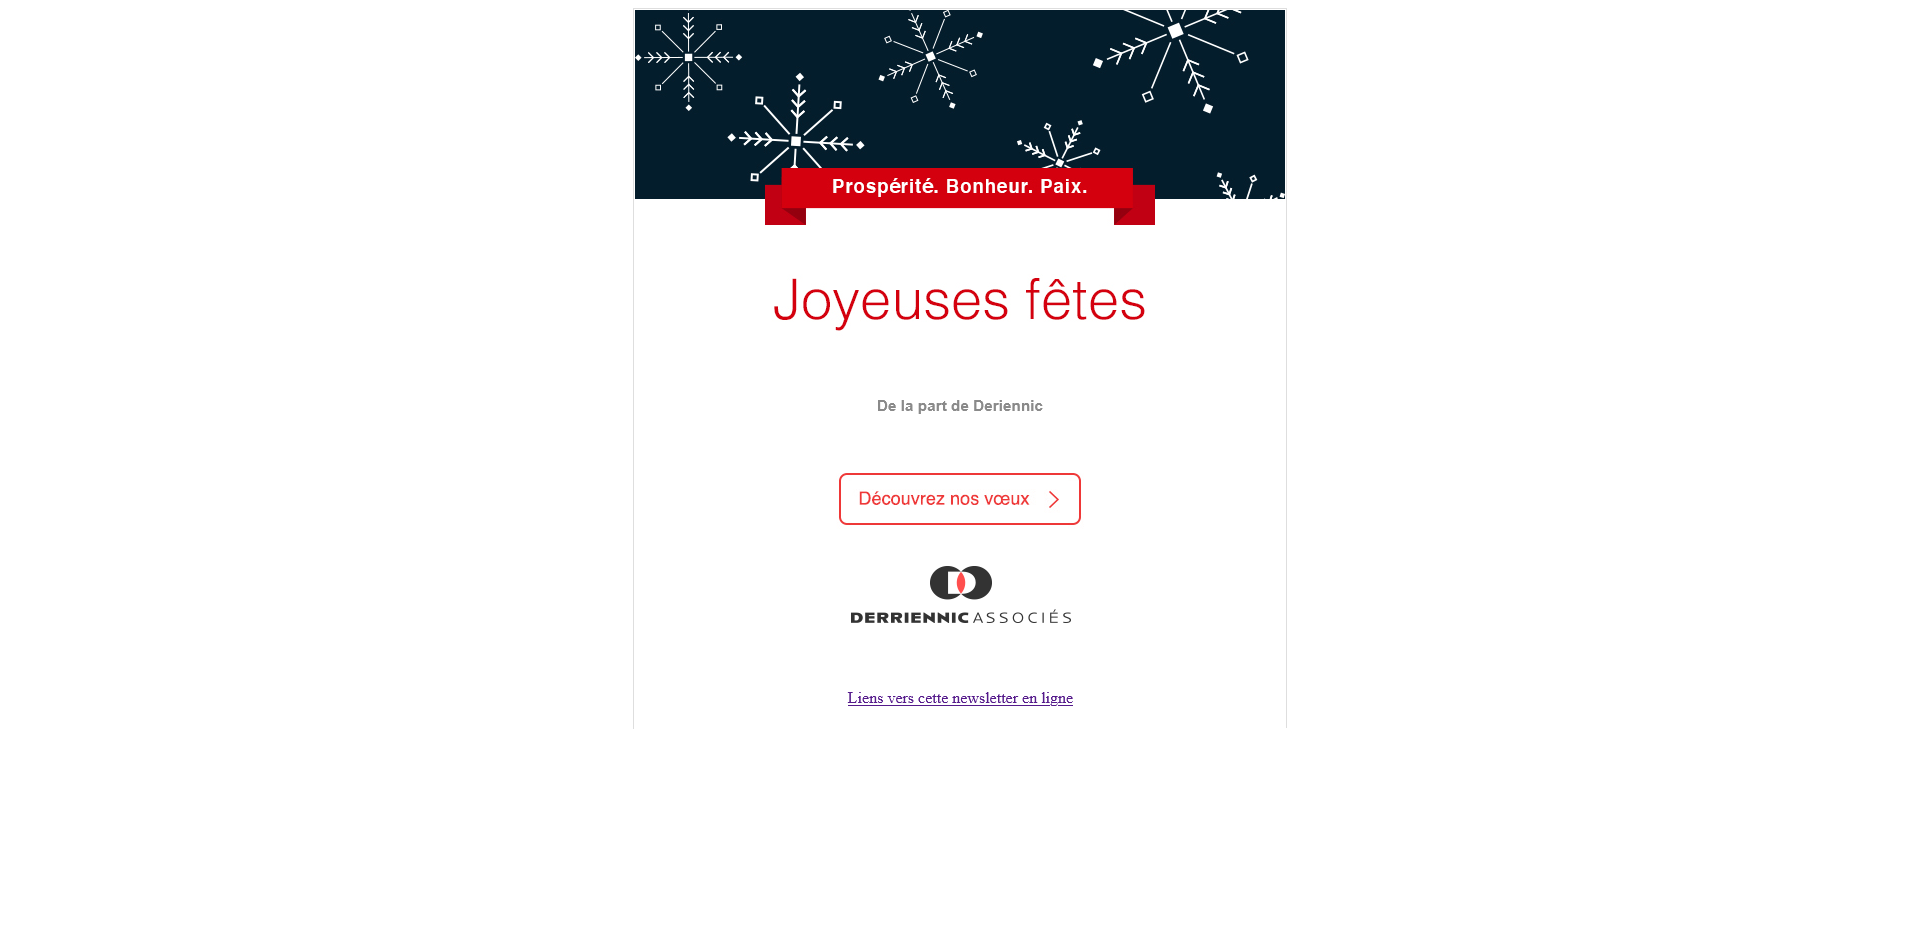 Prospérité. Bonheur. Paix.
Joyeuses fêtes
De la part de Deriennic
Découvrez nos vœux
DERRIENNIC ASSOCIÉS
Liens vers cette newsletter en ligne